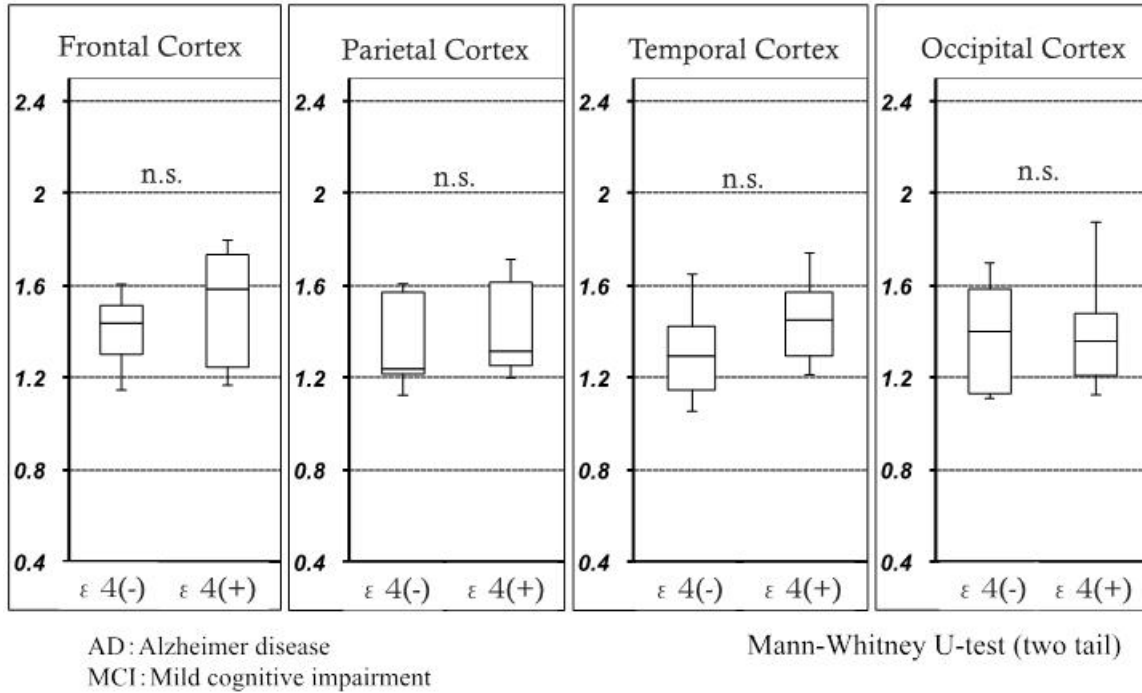 Frontal Cortex
2.4
2
1.6
1.2
0.8
0.4
n.s.
ε 4(-) ε 4(+)
Parietal Cortex
2.4
2
1.6
1.2
0.8
0.4
n.s.
ε 4(-) ε 4(+)
Temporal Cortex
2.4
2
1.6
1.2
0.8
0.4
n.s.
ε 4(-) ε 4(+)
Occipital Cortex
2.4
2
1.6
1.2
0.8
0.4
n.s.
ε 4(-) ε 4(+)
AD:Alzheimer disease
MCI:Mild cognitive impairment
Mann-Whitney U-test (two tail)